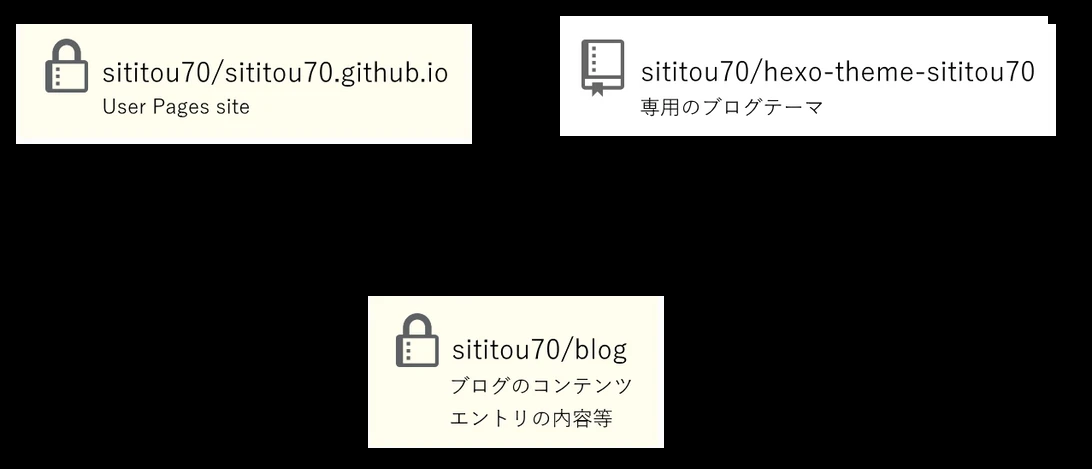 sititou70/sititou70.github.io
User Pages site
sititou70/hexo-theme-sititou70
専用のブログテーマ
sititou70/blog
ブログのコンテンツ
エントリの内容等